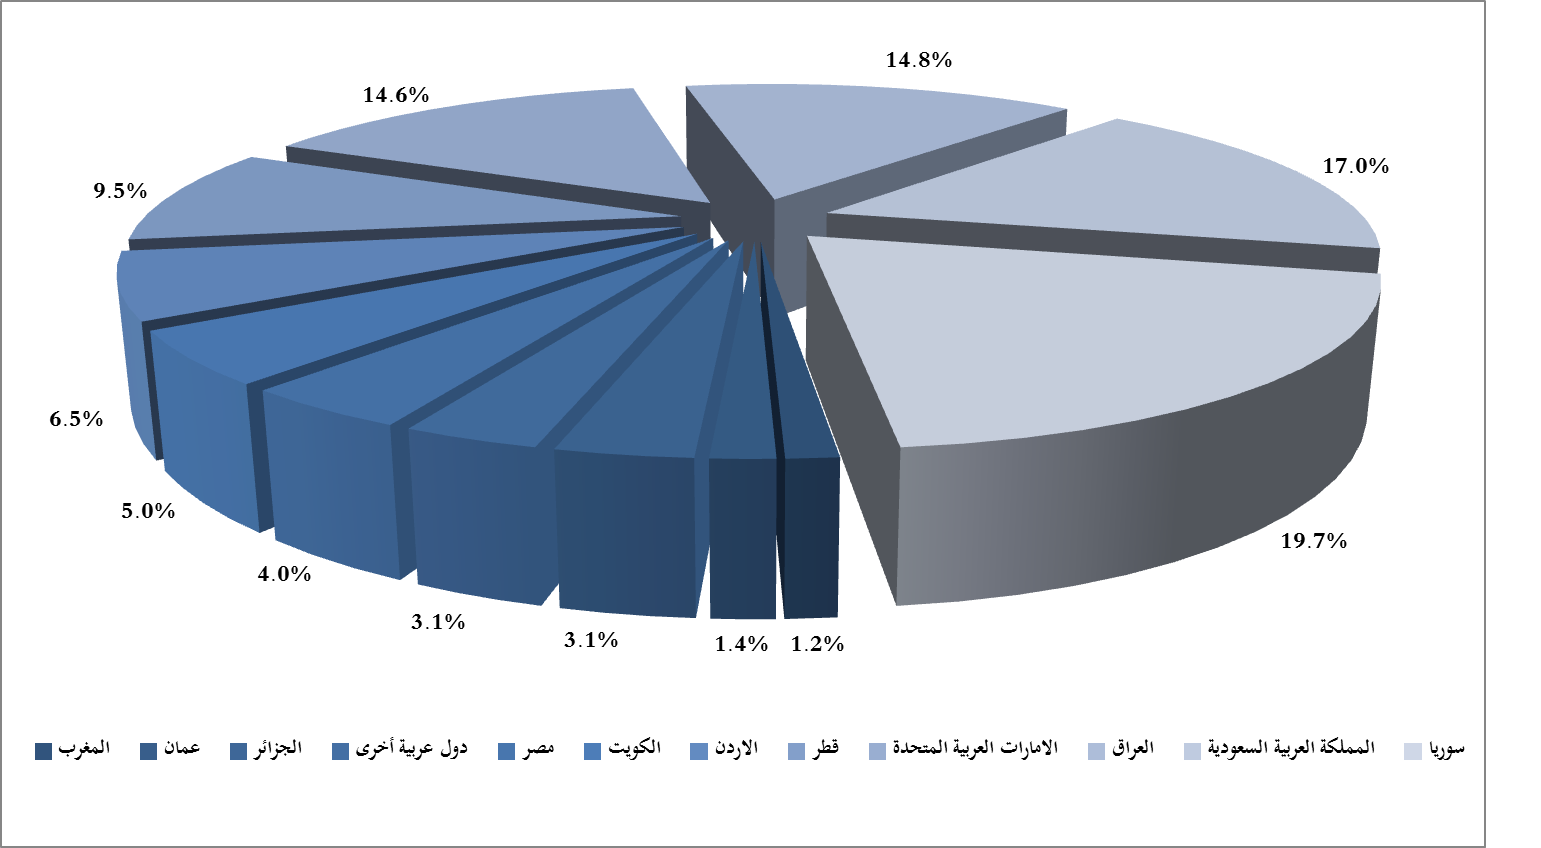 14.8%
14.6%
17.0%
9.5%
6.5%
19.7%
5.0%
4.0%
3.1%
3.1%
1.4%
1.2%
سوريا
المملكة العربية السعودية
العراق
الامارات العربية المتحدة
قطر
الاردن
الكويت
مصر
دول عربية أخرى
الجزائر
عمان
المغرب